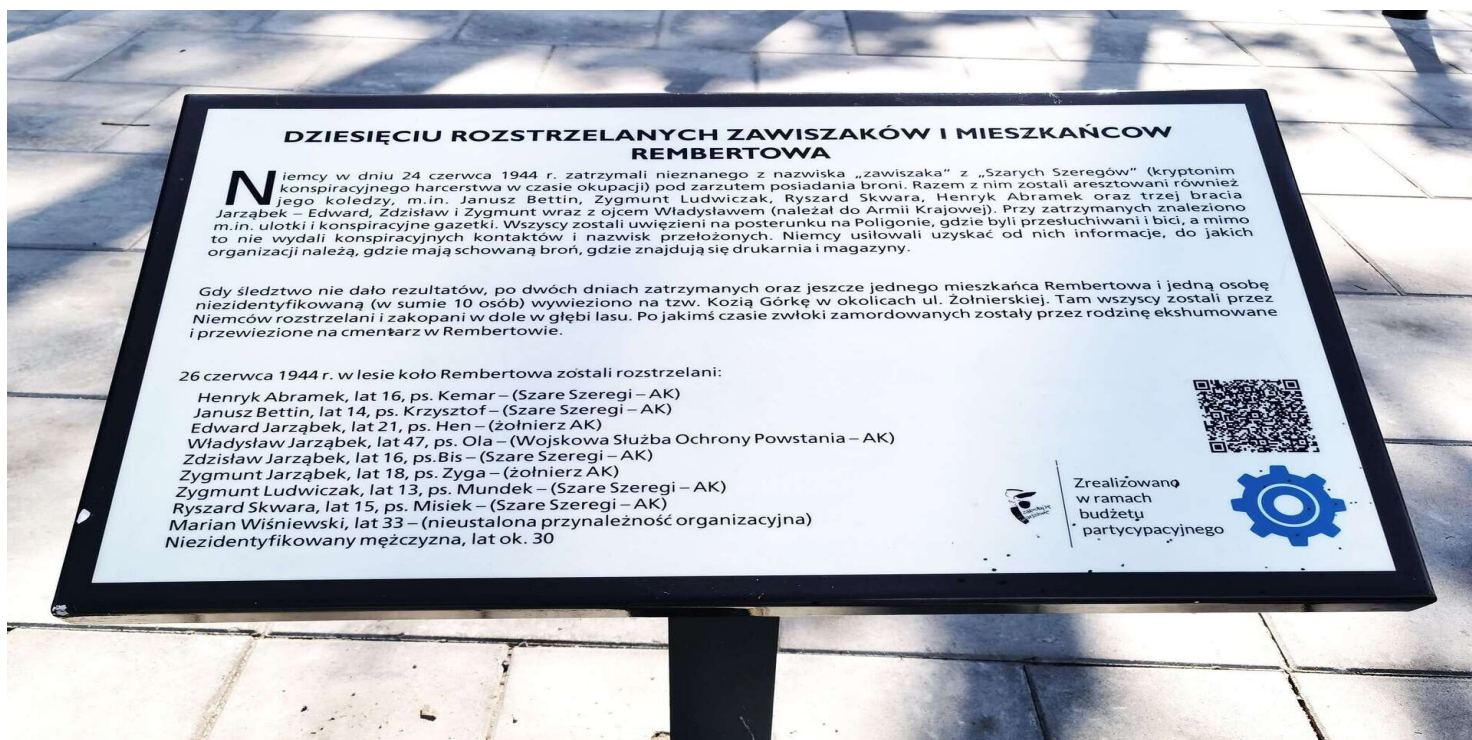 DZIESIĘCIU ROZSTRZELANYCH ZAWISZAKÓW I MIESZKAŃCOW
REMBERTOWA
Niemcy w dniu 24 czerwca 1944 r. zatrzymali nieznanego z nazwiska „zawiszaka" z „Szarych Szeregów" (kryptonim
konspiracyjnego harcerstwa w czasie okupacji) pod zarzutem posiadania broni. Razem z nim zostali aresztowani również
jego koledzy, m.in. Janusz Bettin, Zygmunt Ludwiczak, Ryszard Skwara, Henryk Abramek oraz trzej bracia
Jarząbek – Edward, Zdzisław i Zygmunt wraz z ojcem Władysławem (należał do Armii Krajowej). Przy zatrzymanych znaleziono
m.in. ulotki i konspiracyjne gazetki. Wszyscy zostali uwięzieni na posterunku na Poligonie, gdzie byli przesłuchiwani i bici, a mimo
to nie wydali konspiracyjnych kontaktów i nazwisk przełożonych. Niemcy usiłowali uzyskać od nich informacje, do jakich
organizacji należą, gdzie mają schowaną broń, gdzie znajdują się drukarnia i magazyny.
Gdy śledztwo nie dało rezultatów, po dwóch dniach zatrzymanych oraz jeszcze jednego mieszkańca Rembertowa i jedną osobę
niezidentyfikowaną (w sumie 10 osób) wywieziono na tzw. Kozią Górkę w okolicach ul. Żołnierskiej. Tam wszyscy zostali przez
Niemców rozstrzelani i zakopani w dole w głębi lasu. Po jakimś czasie zwłoki zamordowanych zostały przez rodzinę ekshumowane
i przewiezione na cmentarz w Rembertowie.
26 czerwca 1944 r. w lesie koło Rembertowa zostali rozstrzelani:
Henryk Abramek, lat 16, ps. Kemar – (Szare Szeregi – AK)
Janusz Bettin, lat 14, ps. Krzysztof – (Szare Szeregi – AK)
Edward Jarząbek, lat 21, ps. Hen – (żołnierz AK)
Władysław Jarząbek, lat 47, ps. Ola – (Wojskowa Służba Ochrony Powstania – AK)
Zdzisław Jarząbek, lat 16, ps.Bis – (Szare Szeregi – AK)
Zygmunt Jarząbek, lat 18, ps. Zyga – (żołnierz AK)
Zygmunt Ludwiczak, lat 13, ps. Mundek – (Szare Szeregi – AK)
Ryszard Skwara, lat 15, ps. Misiek – (Szare Szeregi – AK)
Marian Wiśniewski, lat 33 – (nieustalona przynależność organizacyjna)
Niezidentyfikowany mężczyzna, lat ok. 30
Zrealizowano
w ramach
budżetu
partycypacyjnego